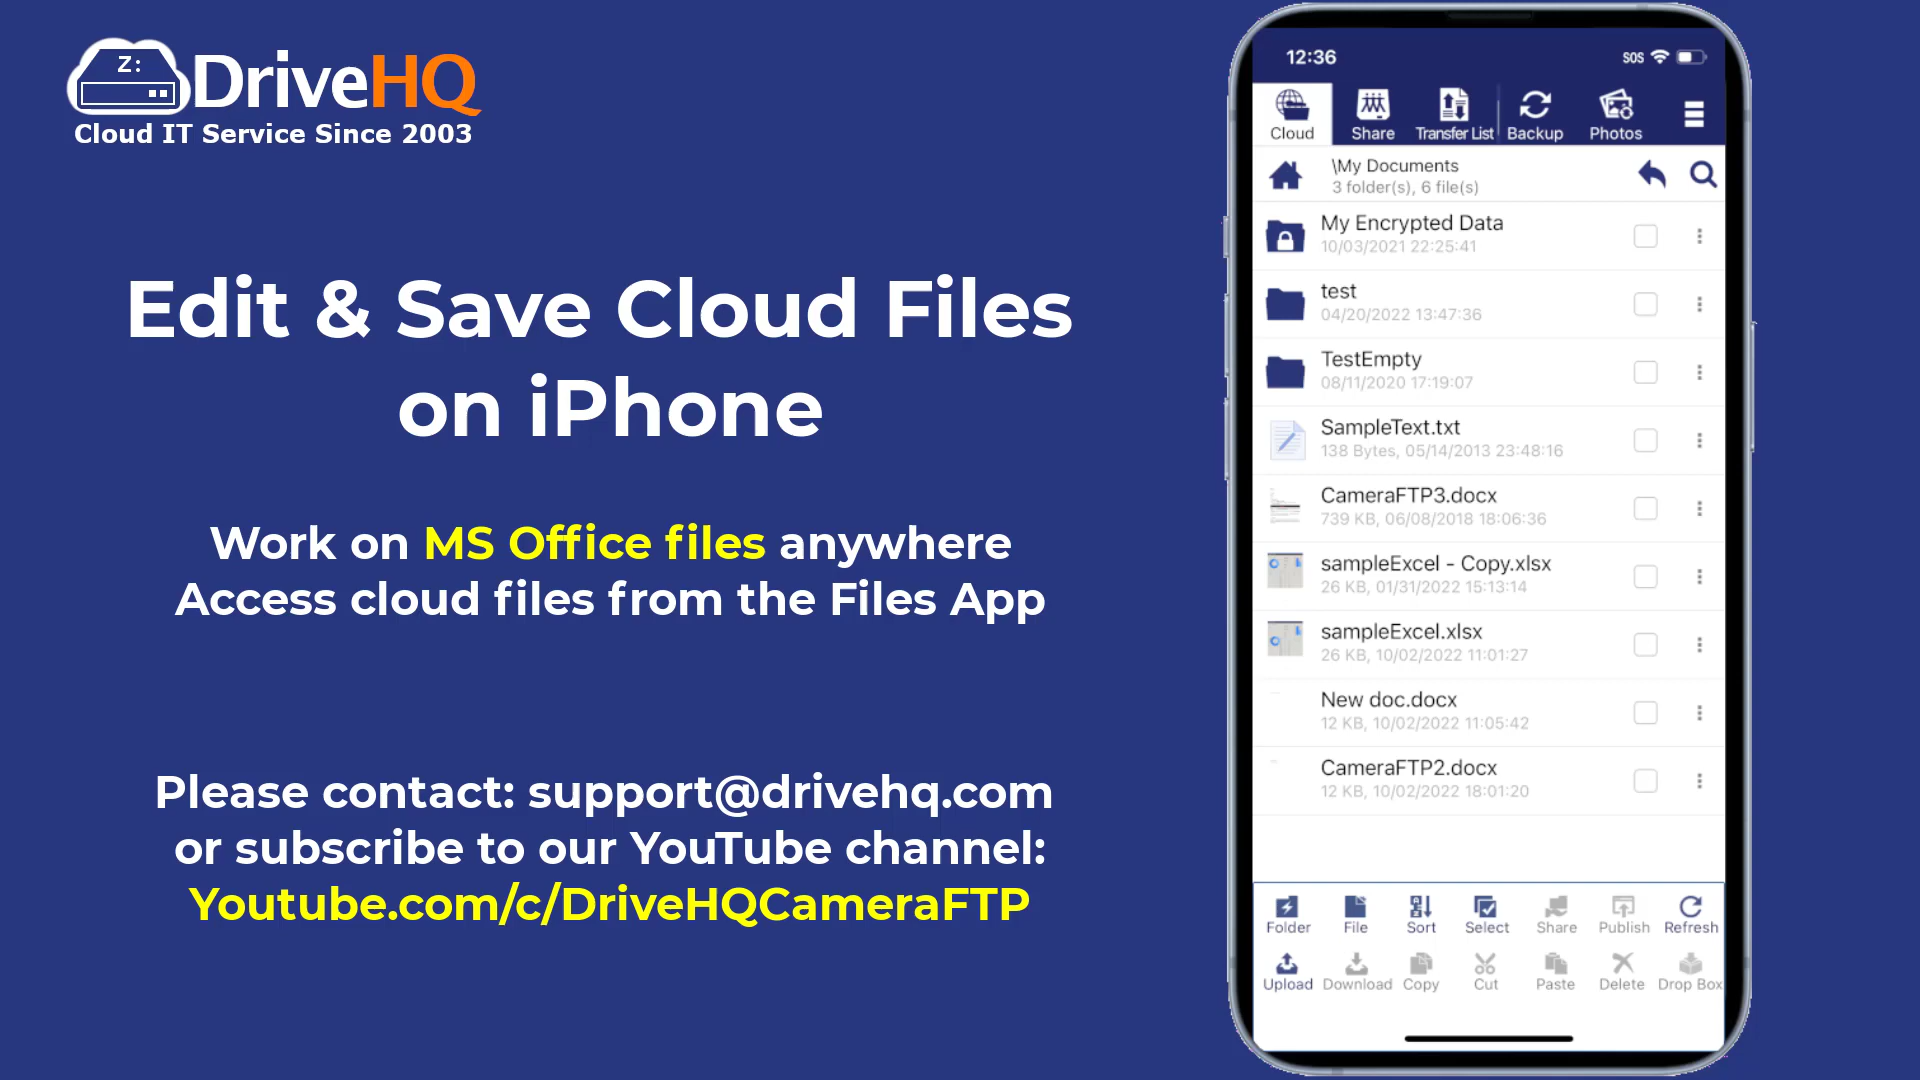 Z:
DriveHQ
Cloud IT Service Since 2003
Edit & Save Cloud Files
on iPhone
Work on MS Office files anywhere
Access cloud files from the Files App
Please contact: support@drivehq.com
or subscribe to our YouTube channel:
Youtube.com/c/DriveHQCameraFTP
12:36
SOS
Cloud
Share
Transfer List
Backup
Photos
\My Documents
3 folder(s), 6 file(s)
My Encrypted Data
10/03/2021 22:25:41
test
04/20/2022 13:47:36
TestEmpty
08/11/2020 17:19:07
SampleText.txt
138 Bytes, 05/14/2013 23:48:16
CameraFTP3.docx
739 KB, 06/08/2018 18:06:36
sampleExcel - Copy.xlsx
26 KB, 01/31/2022 15:13:14
sampleExcel.xlsx
26 KB, 10/02/2022 11:01:27
New doc.docx
12 KB, 10/02/2022 11:05:42
CameraFTP2.docx
12 KB, 10/02/2022 18:01:20
Folder File Sort Select Share Publish Refresh
Upload Download Copy Cut Paste Delete Drop Box